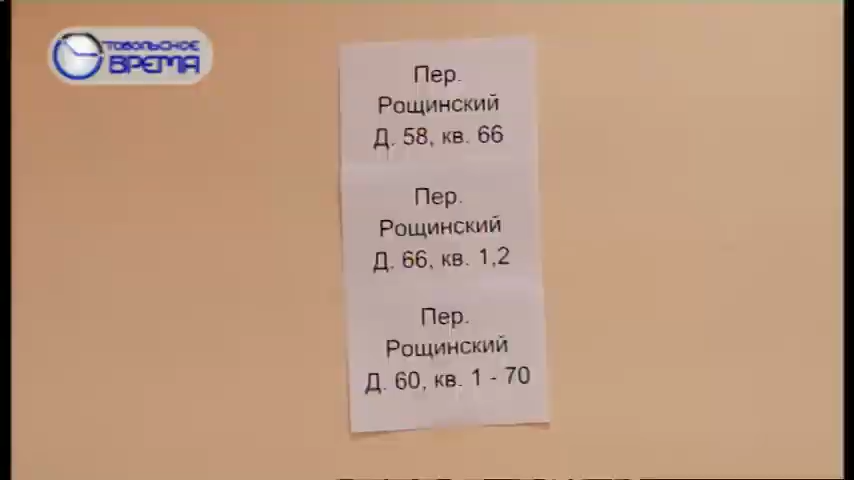 ТОБОЛЬСКОЕ
ВРЕМЯ
Пер.
Рощинский
Д. 58, кв. 66
Пер.
Рощинский
Д. 66, кв. 1,2
Пер.
Рощинский
Д. 60, кв. 1 - 70